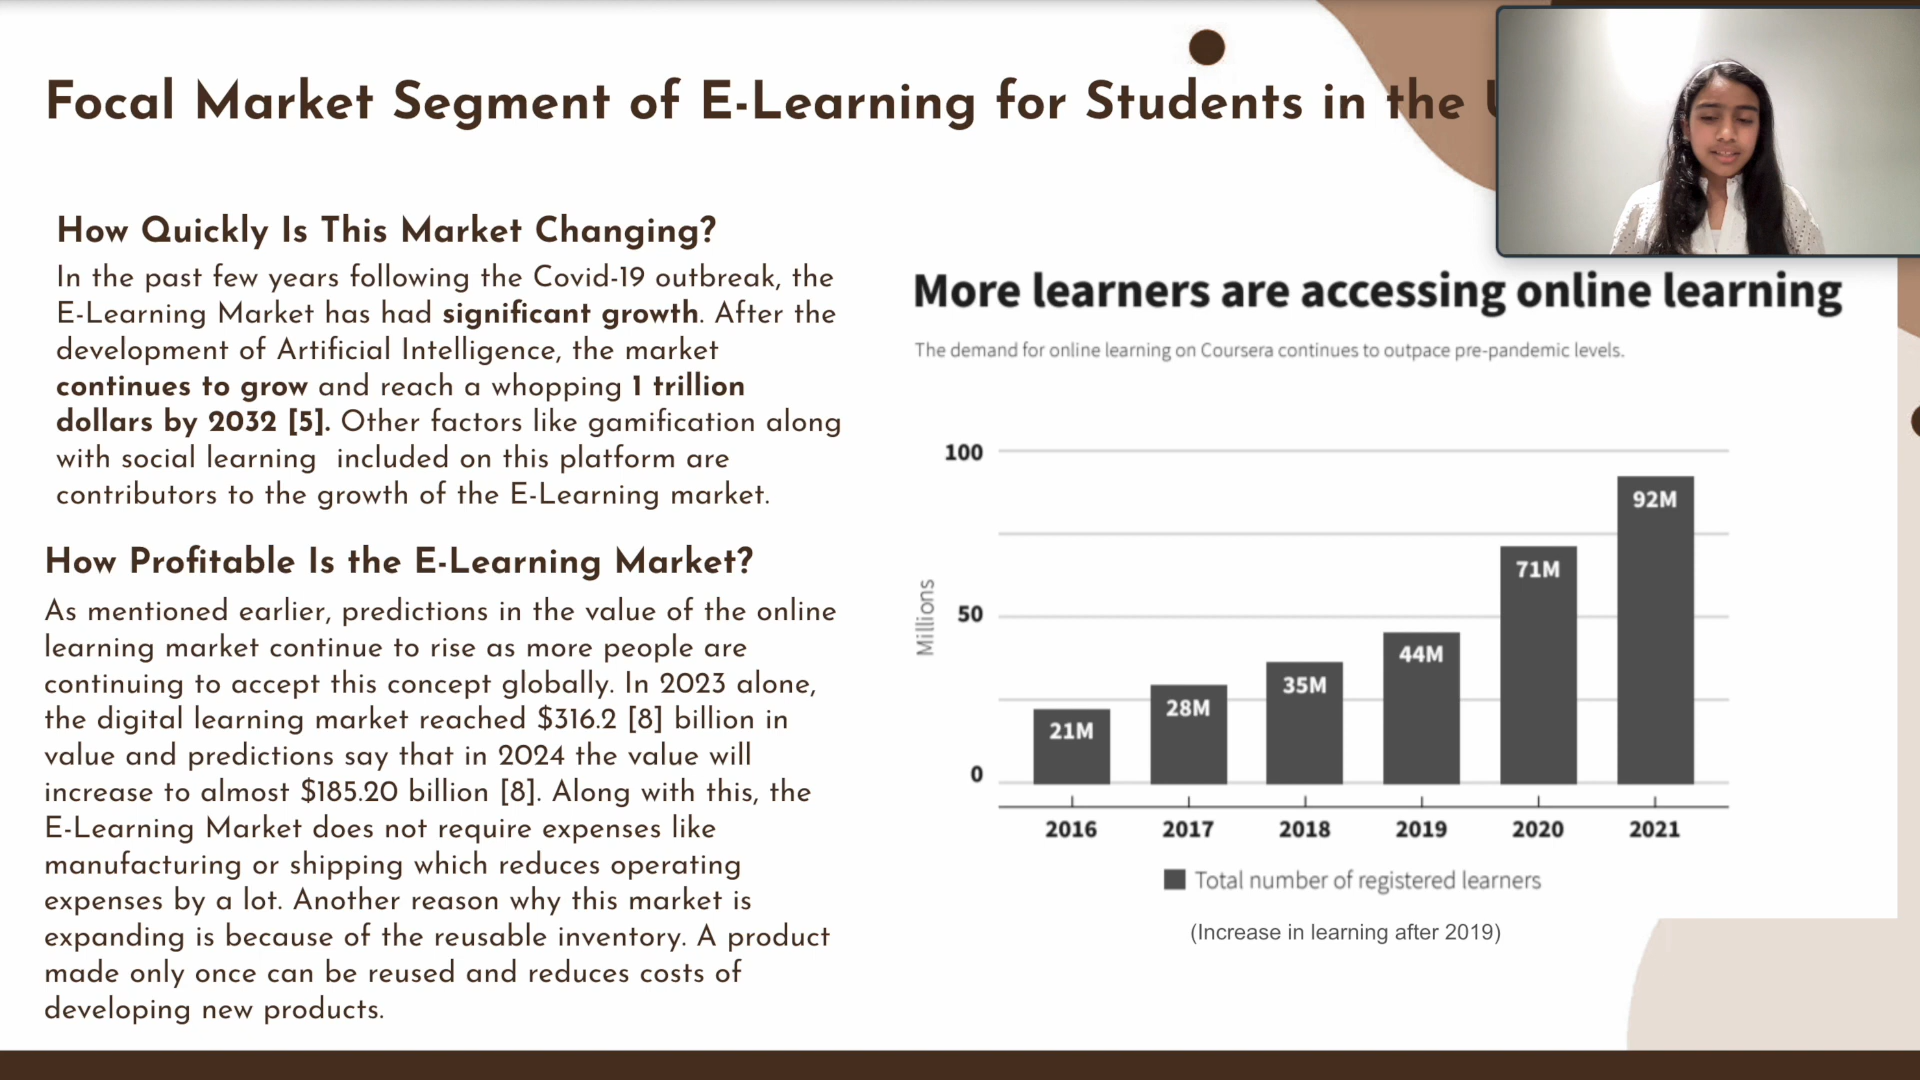 Focal Market Segment of E-Learning for Students in the
How Quickly Is This Market Changing?
In the past few years following the Covid-19 outbreak, the
E-Learning Market has had significant growth. After the
development of Artificial Intelligence, the market
continues to grow and reach a whopping 1 trillion
dollars by 2032 [5]. Other factors like gamification along
with social learning included on this platform are
contributors to the growth of the E-Learning market.
How Profitable Is the E-Learning Market?
As mentioned earlier, predictions in the value of the online
learning market continue to rise as more people are
continuing to accept this concept globally. In 2023 alone,
the digital learning market reached $316.2 [8] billion in
value and predictions say that in 2024 the value will
increase to almost $185.20 billion [8]. Along with this, the
E-Learning Market does not require expenses like
manufacturing or shipping which reduces operating
expenses by a lot. Another reason why this market is
expanding is because of the reusable inventory. A product
made only once can be reused and reduces costs of
developing new products.
More learners are accessing online learning
The demand for online learning on Coursera continues to outpace pre-pandemic levels.
Millions
100
50
0
21M
28M
35M
44M
71M
92M
2016 2017 2018 2019 2020 2021
Total number of registered learners
(Increase in learning after 2019)